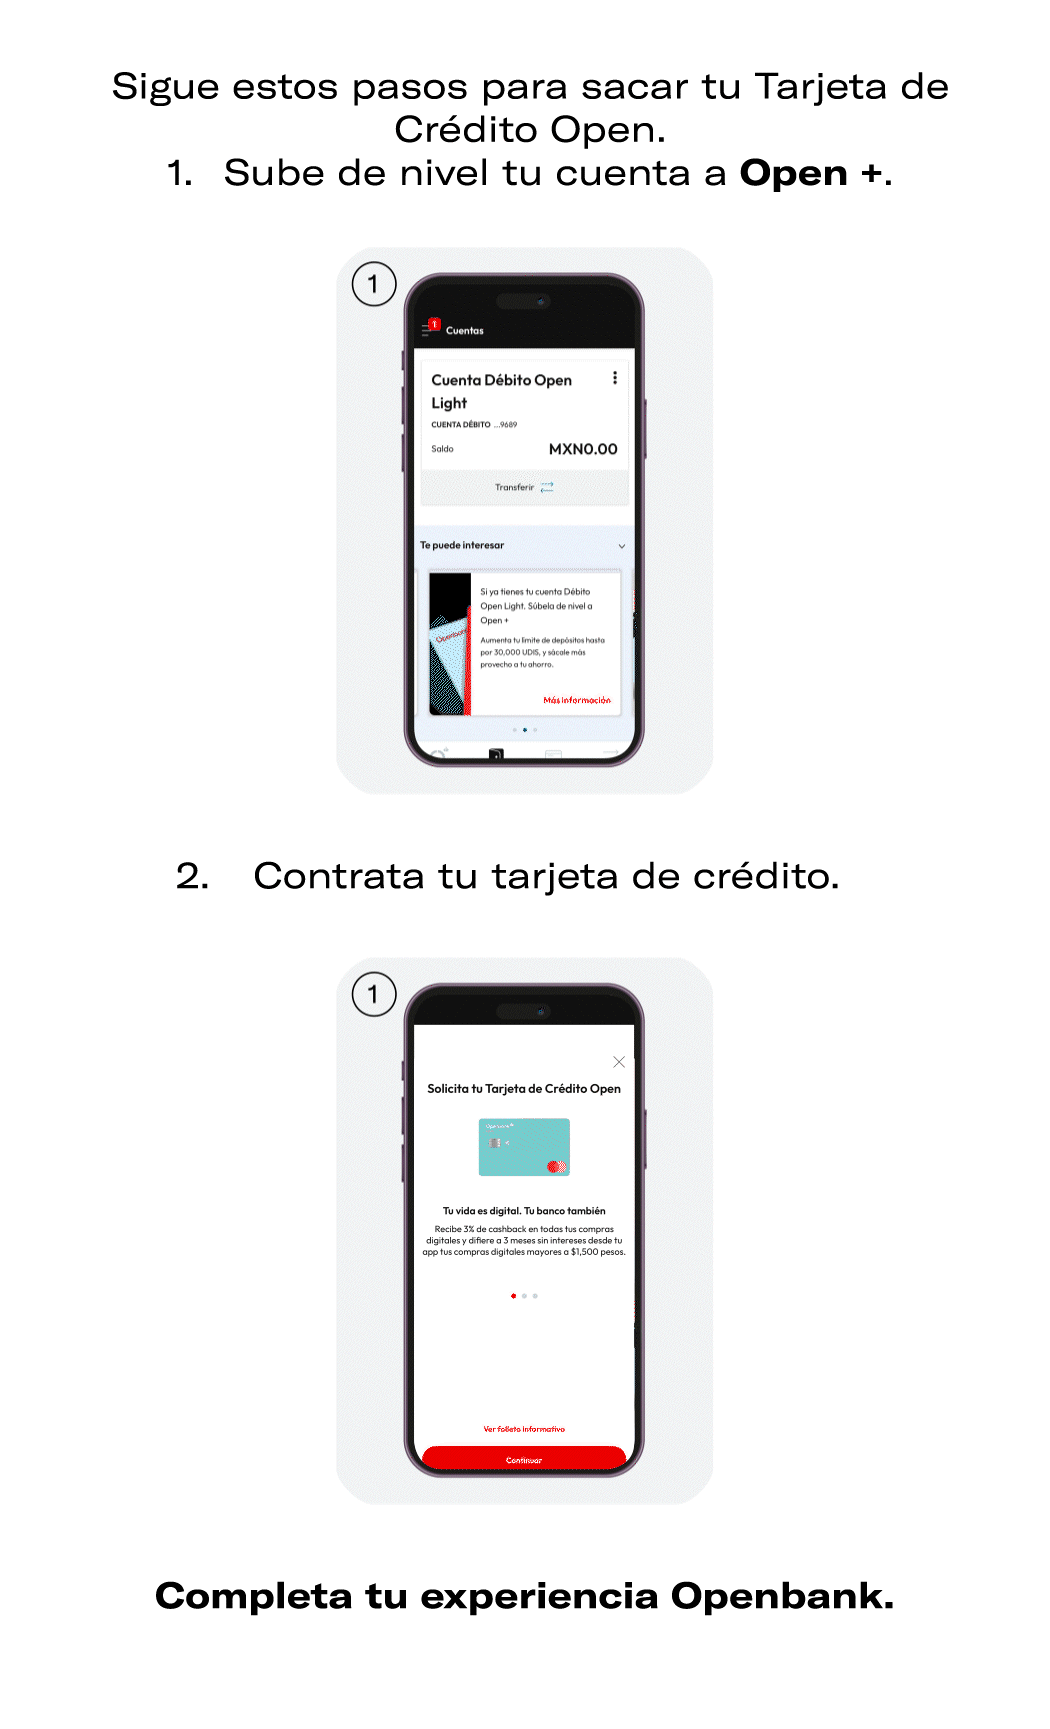 Sigue estos pasos para sacar tu Tarjeta de
Crédito Open.
1. Sube de nivel tu cuenta a Open +.
1
1
Cuentas
Cuenta Débito Open
Light
CUENTA DÉBITO ...9689
Saldo MXN0.00
Transferir
Te puede interesar
Openbank
Si ya tienes tu cuenta Débito
Open Light. Súbela de nivel a
Open +
Aumenta tu límite de depósitos hasta
por 30,000 UDIS, y sácale más
provecho a tu ahorro.
Más información
2. Contrata tu tarjeta de crédito.
1
Solicita tu Tarjeta de Crédito Open
Tu vida es digital. Tu banco también
Recibe 3% de cashback en todas tus compras
digitales y difiere a 3 meses sin intereses desde tu
app tus compras digitales mayores a $1,500 pesos.
Ver folleto informativo
Continuar
Completa tu experiencia Openbank.